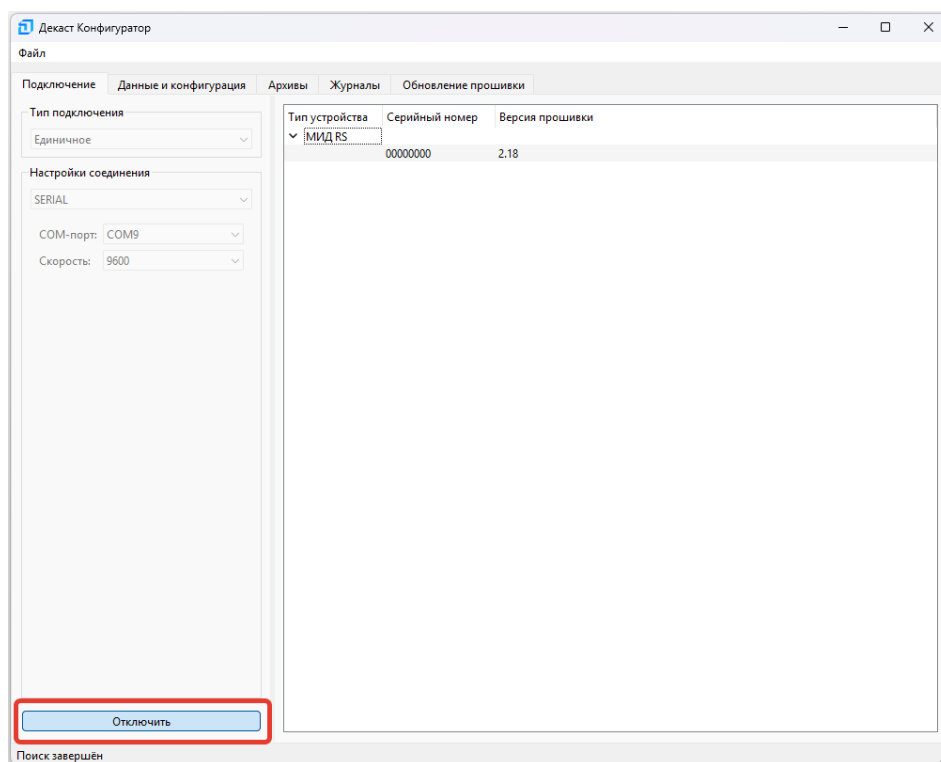 Декаст Конфигуратор
Файл
Подключение Данные и конфигурация Архивы Журналы Обновление прошивки
Тип подключения
Единичное
Настройки соединения
SERIAL
COM-порт: COM9
Скорость: 9600
Тип устройства Серийный номер Версия прошивки
МИД RS
00000000 2.18
Отключить
Поиск завершён